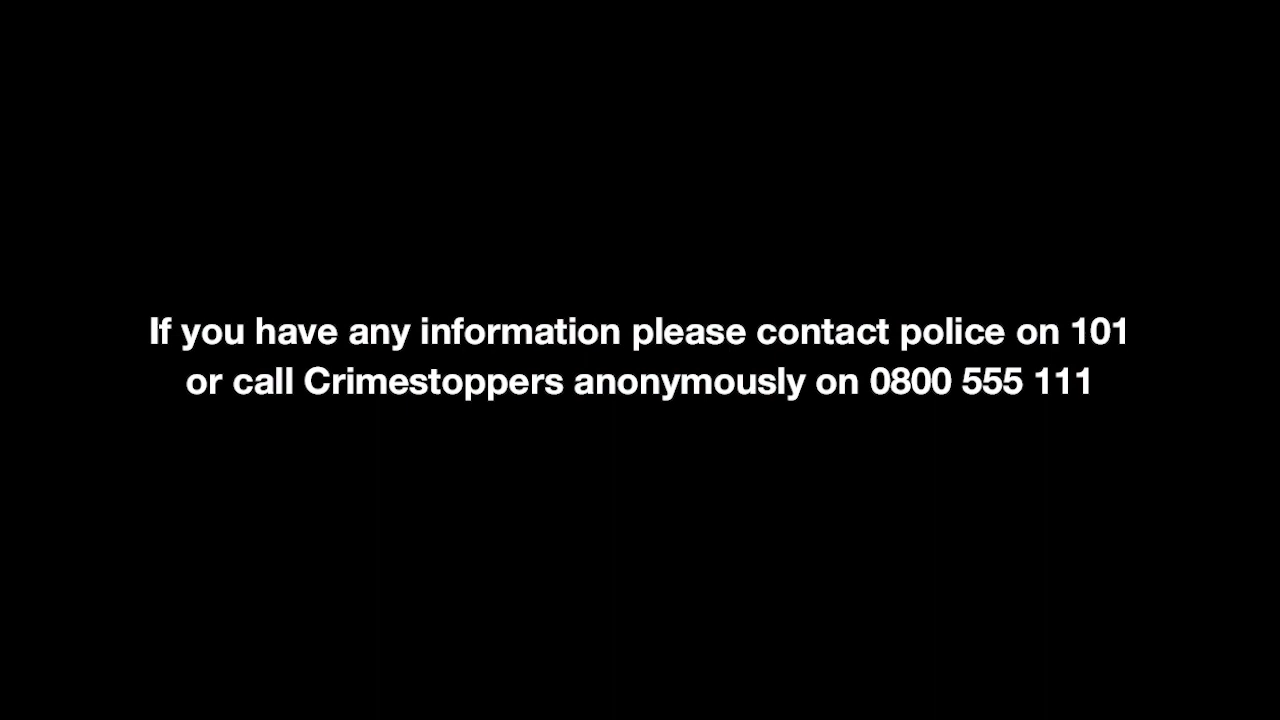 If you have any information please contact police on 101
or call Crimestoppers anonymously on 0800 555 111